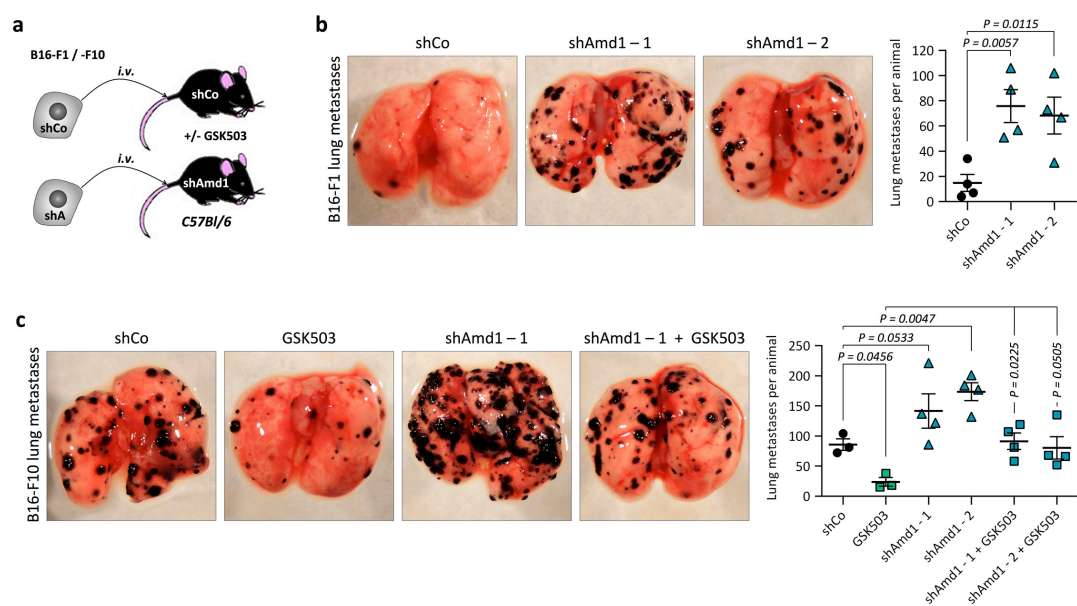 a
B16-F1 / -F10
i.v.
shCo
shCo
+/- GSK503
i.v.
shA
shAmd1
C57Bl/6
b
shCo
shAmd1 – 1
shAmd1 – 2
B16-F1 lung metastases
Lung metastases per animal
P = 0.0115
P = 0.0057
120
100
80
60
40
20
0
shCo
shAmd1 - 1
shAmd1 - 2
c
shCo
GSK503
shAmd1 – 1
shAmd1 – 1 + GSK503
B16-F10 lung metastases
Lung metastases per animal
P = 0.0047
P = 0.0533
P = 0.0456
P = 0.0225
P = 0.0505
250
200
150
100
50
0
shCo
GSK503
shAmd1 - 1
shAmd1 - 2
shAmd1 - 1 + GSK503
shAmd1 - 2 + GSK503